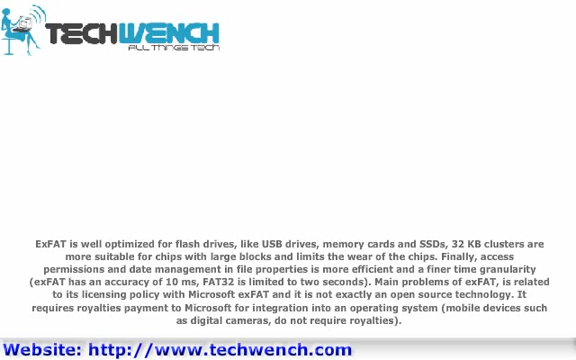 TECHWENCH
ALL THINGS TECH
ExFAT is well optimized for flash drives, like USB drives, memory cards and SSDs, 32 KB clusters are
more suitable for chips with large blocks and limits the wear of the chips. Finally, access
permissions and date management in file properties is more efficient and a finer time granularity
(exFAT has an accuracy of 10 ms, FAT32 is limited to two seconds). Main problems of exFAT, is related
to its licensing policy with Microsoft exFAT and it is not exactly an open source technology. It
requires royalties payment to Microsoft for integration into an operating system (mobile devices such
as digital cameras, do not require royalties).
Website: http://www.techwench.com